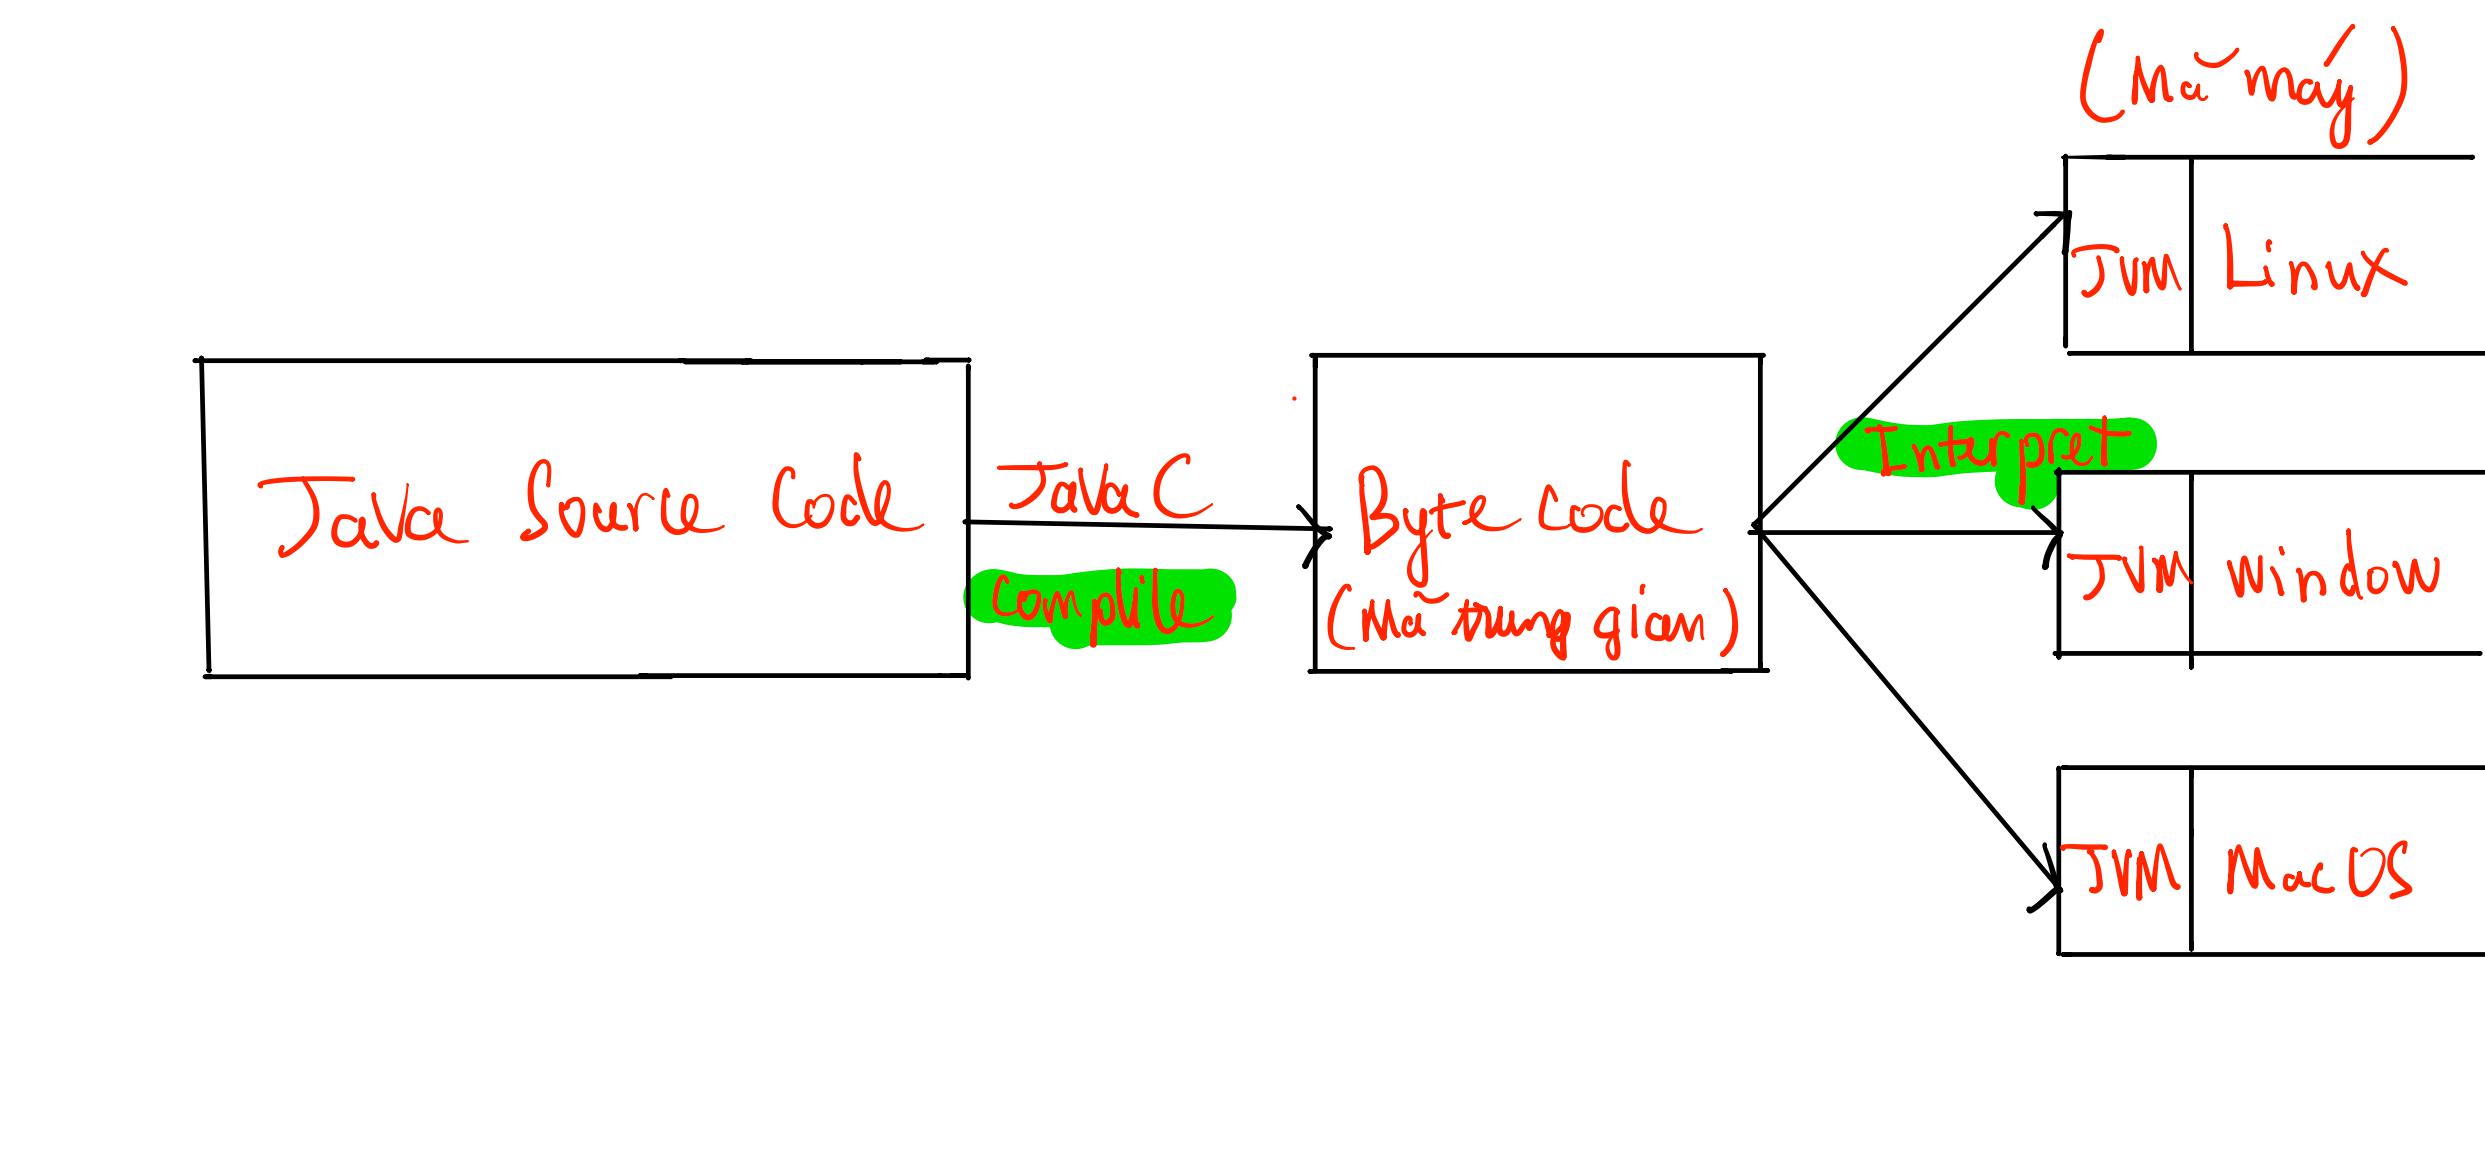 (Mã máy)
JVM Linux
Java Source Code
JavaC
Complile
Byte Code
(Mã trung gian)
Interpret
JVM Window
JVM MacOS